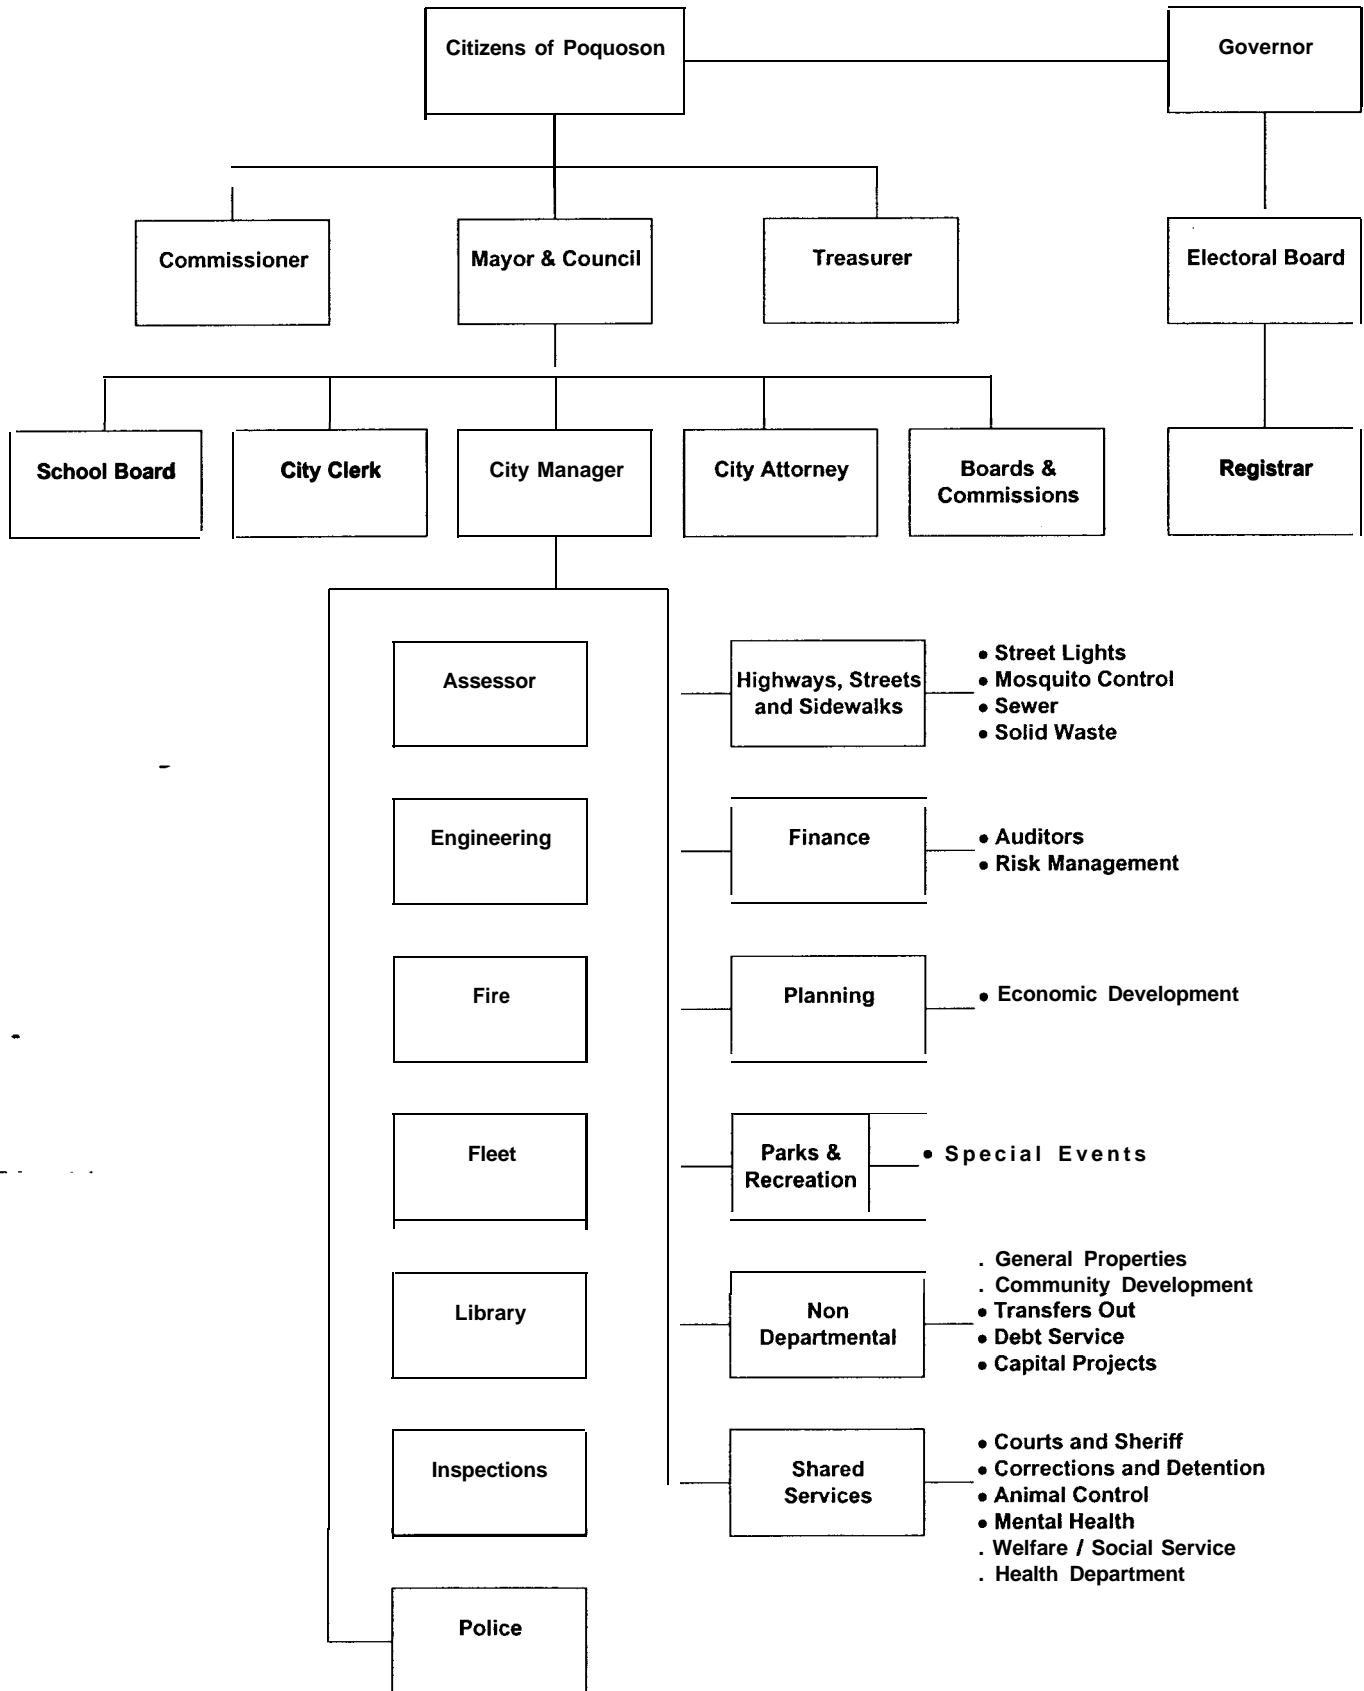 Citizens of Poquoson
Governor
Commissioner
Mayor & Council
Treasurer
Electoral Board
School Board
City Clerk
City Manager
City Attorney
Boards &
Commissions
Registrar
Assessor
Highways, Streets
and Sidewalks
• Street Lights
• Mosquito Control
• Sewer
• Solid Waste
Engineering
Finance
• Auditors
• Risk Management
Fire
Planning
• Economic Development
Fleet
Parks &
Recreation
• Special Events
Library
Non
Departmental
. General Properties
. Community Development
• Transfers Out
• Debt Service
• Capital Projects
Inspections
Shared
Services
• Courts and Sheriff
• Corrections and Detention
• Animal Control
• Mental Health
. Welfare / Social Service
. Health Department
Police